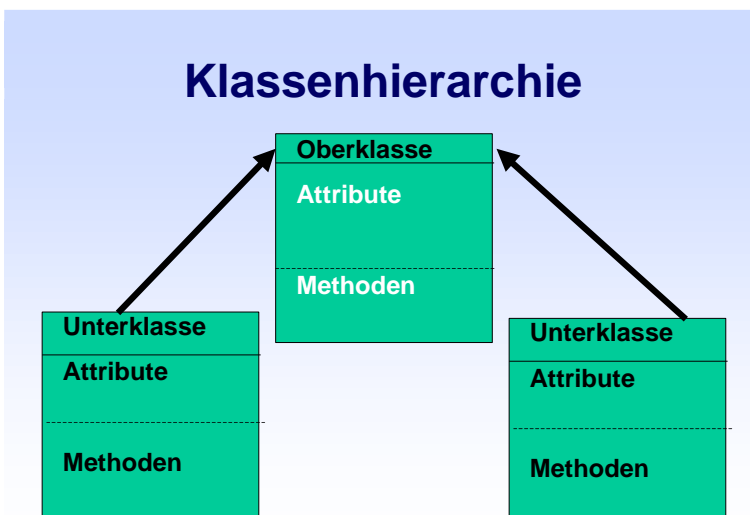 Klassenhierarchie
Oberklasse
Attribute
Methoden
Unterklasse
Attribute
Methoden
Unterklasse
Attribute
Methoden